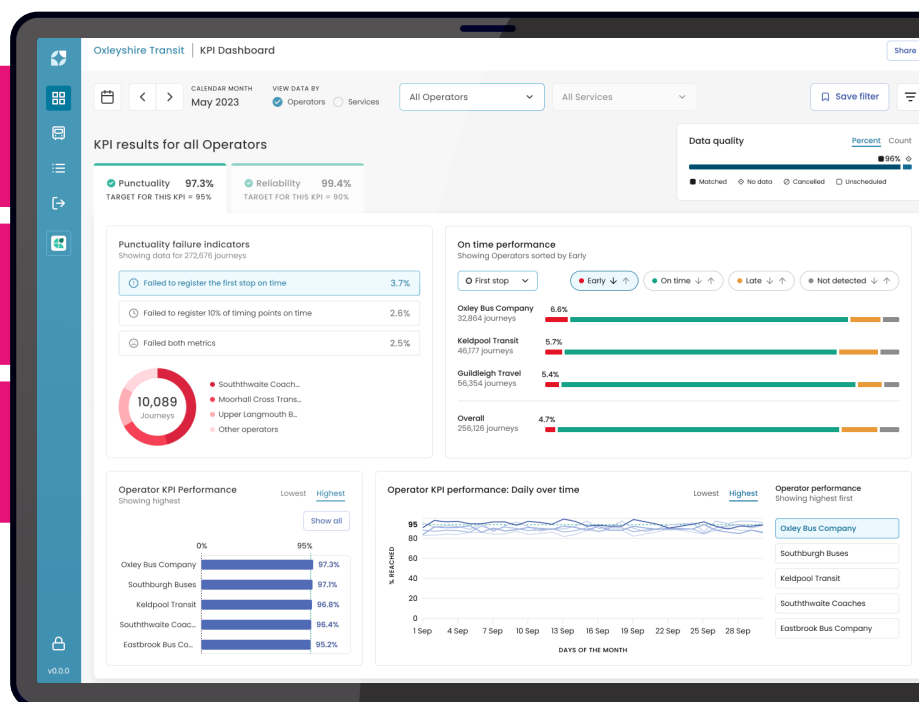 Oxleyshire Transit | KPI Dashboard
Share
CALENDAR MONTH
May 2023
VIEW DATA BY
Operators Services
All Operators
All Services
Save filter
KPI results for all Operators
Data quality Percent Count
96%
Matched No data Cancelled Unscheduled
Punctuality 97.3%
TARGET FOR THIS KPI = 95%
Reliability 99.4%
TARGET FOR THIS KPI = 90%
Punctuality failure indicators
Showing data for 272,676 journeys
Failed to register the first stop on time 3.7%
Failed to register 10% of timing points on time 2.6%
Failed both metrics 2.5%
10,089
Journeys
Souththwaite Coach...
Moorhall Cross Trans...
Upper Langmouth B...
Other operators
On time performance
Showing Operators sorted by Early
First stop
Early
On time
Late
Not detected
Oxley Bus Company 6.6%
32,864 journeys
Keldpool Transit 5.7%
46,177 journeys
Guildleigh Travel 5.4%
56,354 journeys
Overall 4.7%
256,126 journeys
Operator KPI Performance
Showing highest
Lowest Highest
Show all
0% 95%
Oxley Bus Company 97.3%
Southburgh Buses 97.1%
Keldpool Transit 96.8%
Souththwaite Coac... 96.4%
Eastbrook Bus Co... 95.2%
Operator KPI performance: Daily over time
Lowest Highest
% REACHED
95
80
60
40
20
0
1 Sep 4 Sep 7 Sep 10 Sep 13 Sep 16 Sep 19 Sep 22 Sep 25 Sep 28 Sep
DAYS OF THE MONTH
Operator performance
Showing highest first
Oxley Bus Company
Southburgh Buses
Keldpool Transit
Souththwaite Coaches
Eastbrook Bus Company
v0.0.0